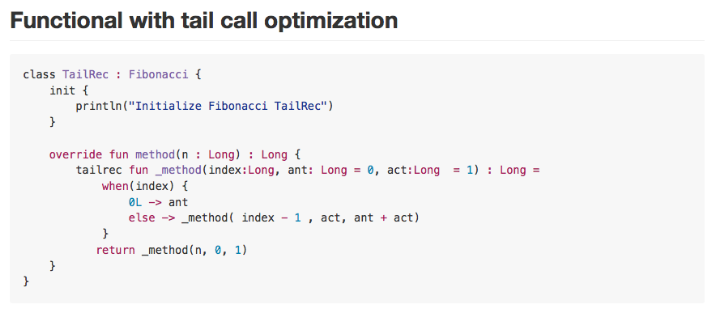 Functional with tail call optimization
class TailRec : Fibonacci {
    init {
        println("Initialize Fibonacci TailRec")
    }

    override fun method(n : Long) : Long {
        tailrec fun _method(index:Long, ant: Long = 0, act:Long  = 1) : Long =
            when(index) {
                0L -> ant
                else -> _method( index - 1 , act, ant + act)
            }
           return _method(n, 0, 1)
    }
}